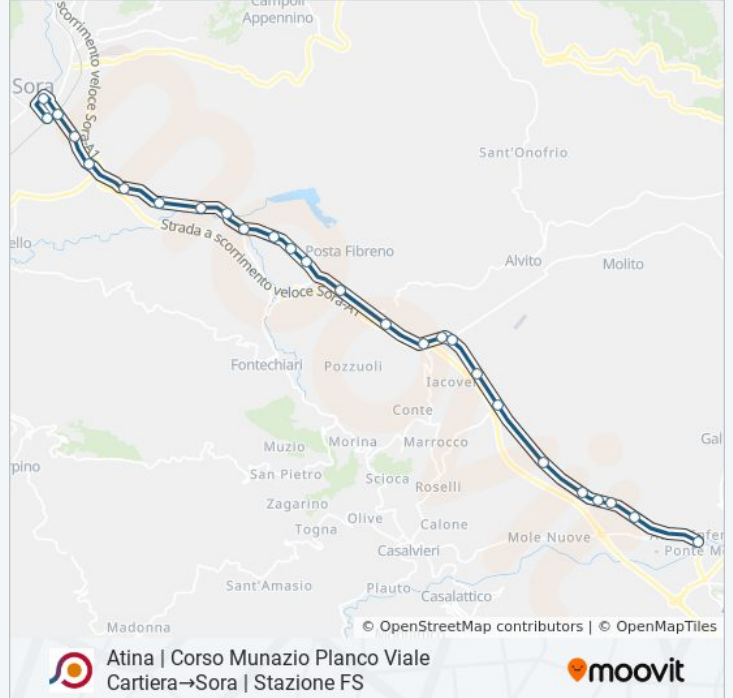 Campoli
Appennino
scorrimento veloce Sora-A1
Sora
Sant'Onofrio
Strada a scorrimento veloce Sora-A1
Posta Fibreno
ello
Alvito
Molito
Fontechiari
Pozzuoli
Conte
Muzio
Morina
Marrocco
Gal
San Pietro
Scioca
Roselli
Zagarino
Olive
Togna
Calone
Mole Nuove
Casalvieri
Sant'Amasio
Plauto
Casalattico
Madonna
© OpenStreetMap contributors | © OpenMapTiles
Atina | Corso Munazio Planco Viale
Cartiera→Sora | Stazione FS
moovit